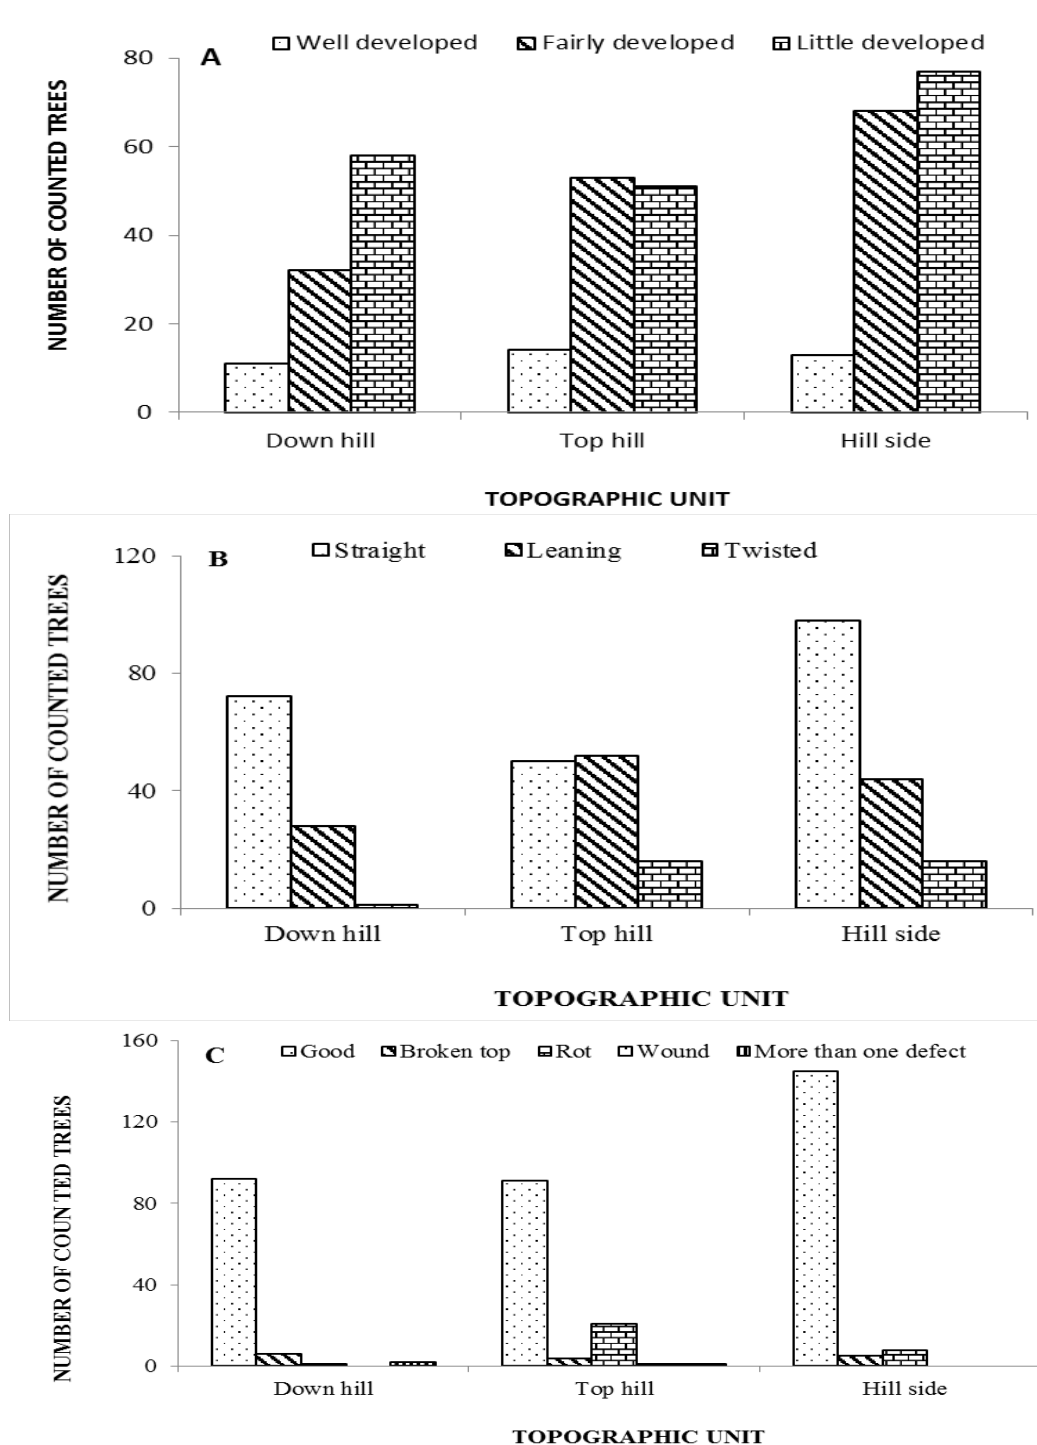 A
Well developed Fairly developed Little developed
NUMBER OF COUNTED TREES
80
60
40
20
0
Down hill Top hill Hill side
TOPOGRAPHIC UNIT
B
Straight Leaning Twisted
NUMBER OF COUNTED TREES
120
80
40
0
Down hill Top hill Hill side
TOPOGRAPHIC UNIT
C
Good Broken top Rot Wound More than one defect
NUMBER OF COUNTED TREES
160
120
80
40
0
Down hill Top hill Hill side
TOPOGRAPHIC UNIT